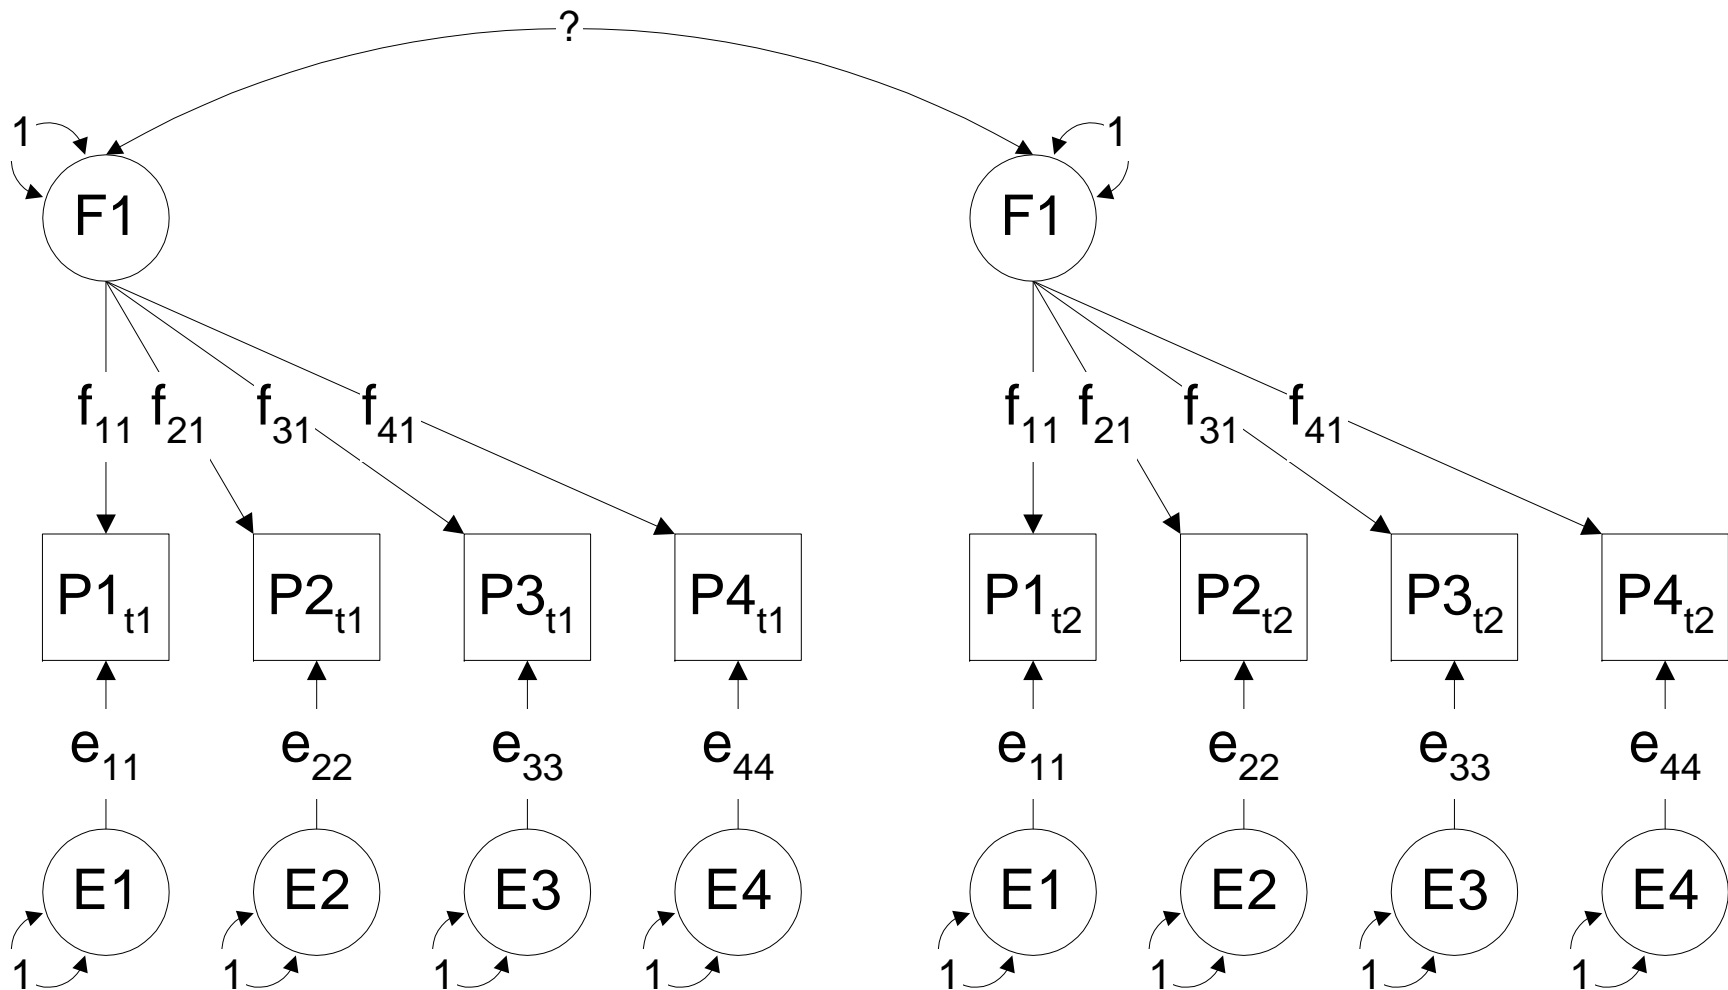 ?
1 1
F1 F1
f11 f21 f31 f41 f11 f21 f31 f41
P1t1 P2t1 P3t1 P4t1 P1t2 P2t2 P3t2 P4t2
e11 e22 e33 e44 e11 e22 e33 e44
E1 E2 E3 E4 E1 E2 E3 E4
1 1 1 1 1 1 1 1